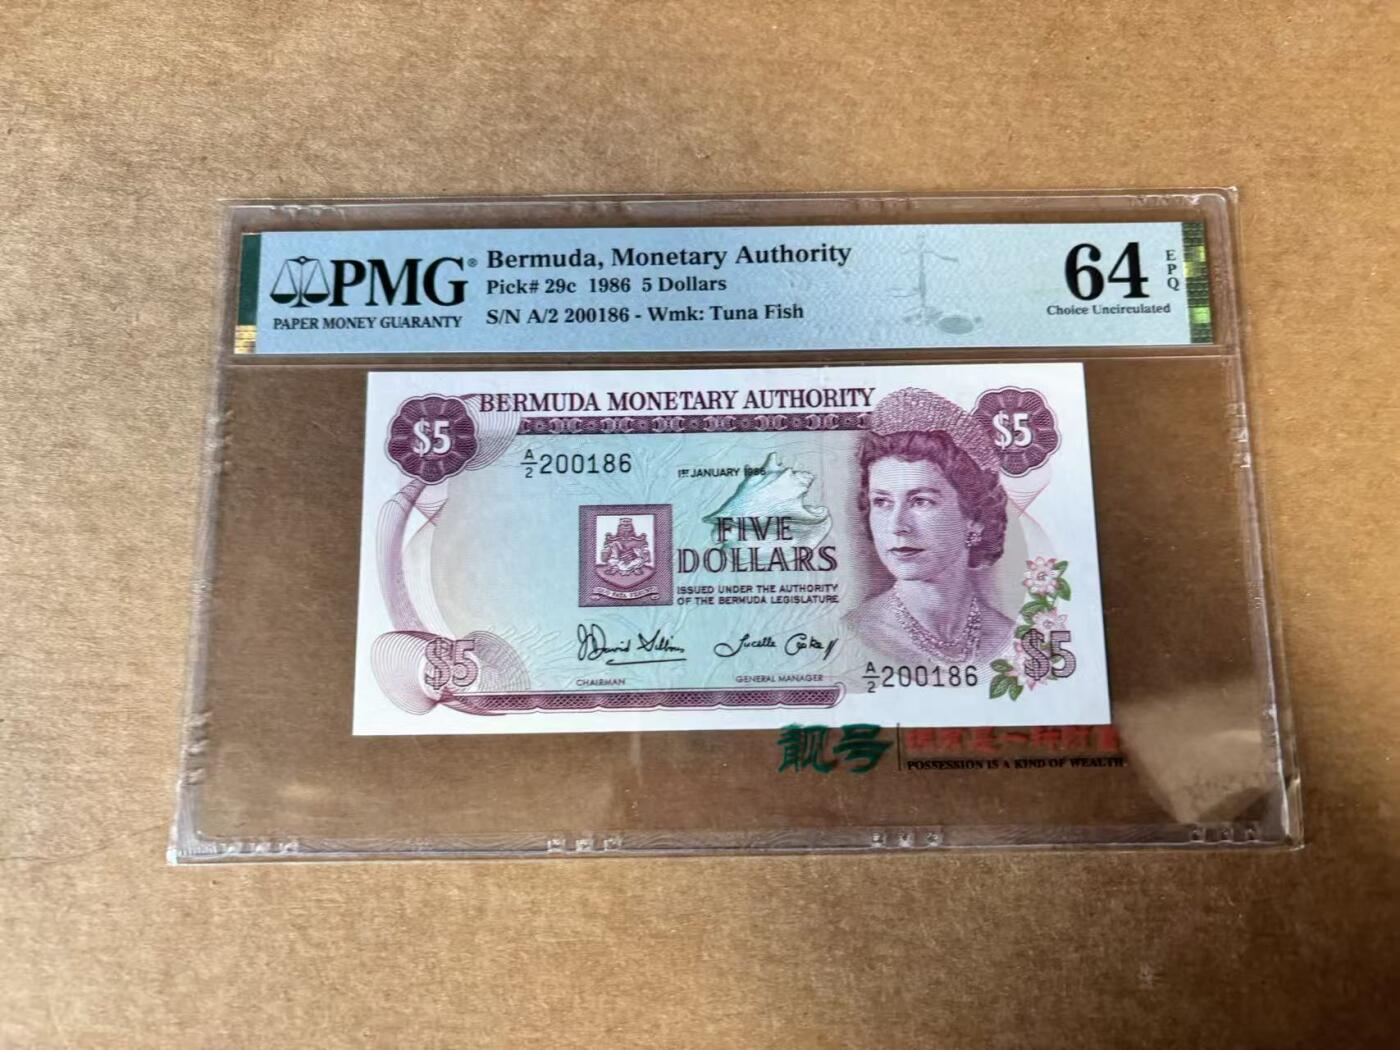 PMG®
PAPER MONEY GUARANTY
Bermuda, Monetary Authority
Pick# 29c 1986 5 Dollars
S/N A/2 200186 - Wmk: Tuna Fish
64
EPQ
Choice Uncirculated
BERMUDA MONETARY AUTHORITY
$5
$5
A/2 200186
1ST JANUARY 1986
FIVE
DOLLARS
ISSUED UNDER THE AUTHORITY
OF THE BERMUDA LEGISLATURE
CHAIRMAN
GENERAL MANAGER
A/2 200186
$5
$5
靓号
POSSESSION IS A KIND OF WEALTH